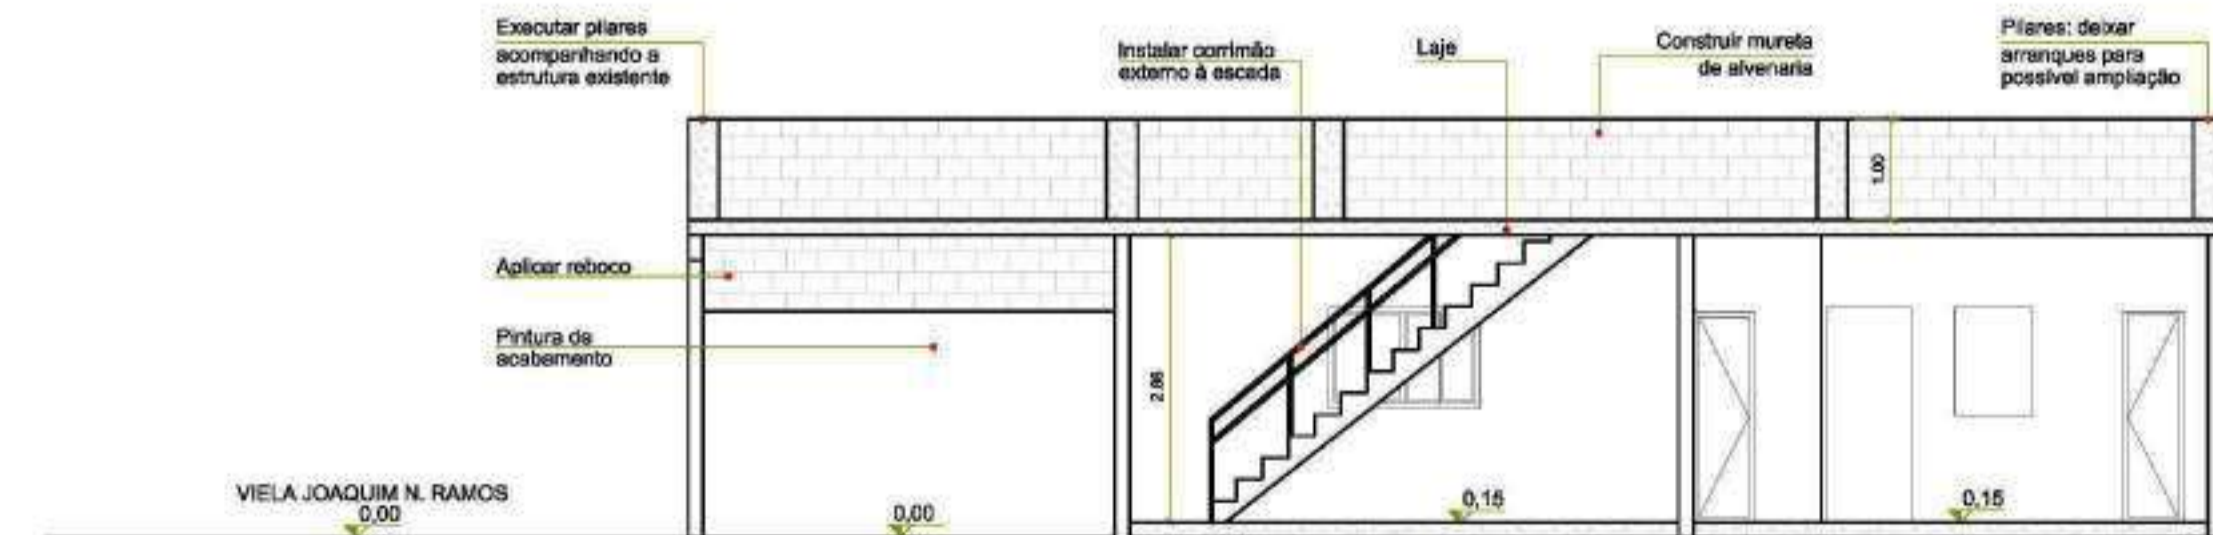 Executar pilares
acompanhando a
estrutura existente
Instalar corrimão
externo à escada
Laje
Construir mureta
de alvenaria
Pilares: deixar
arranques para
possível ampliação
1.00
Aplicar reboco
Pintura de
acabamento
2.86
VIELA JOAQUIM N. RAMOS
0,00
0,00
0,15
0,15